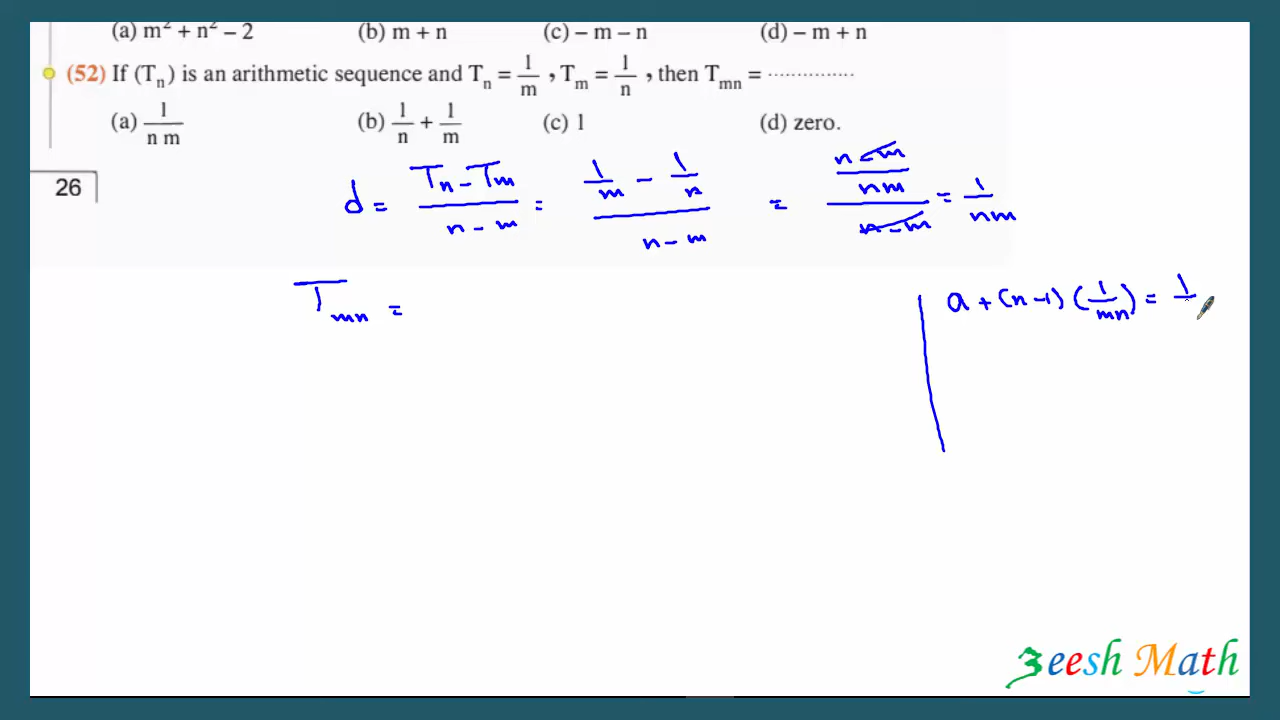 (a) m² + n² – 2 (b) m + n (c) – m – n (d) – m + n
(52) If (Tₙ) is an arithmetic sequence and Tₙ = 1/m , Tₘ = 1/n , then Tₘₙ = ...............
(a) 1/(n m) (b) 1/n + 1/m (c) 1 (d) zero.
26
d = (Tₙ – Tₘ)/(n – m) = (1/m – 1/n)/(n – m) = ((n – m)/(nm))/(n – m) = 1/(nm)
Tₘₙ =
a + (n – 1) (1/(mn)) = 1/
Zeesh Math